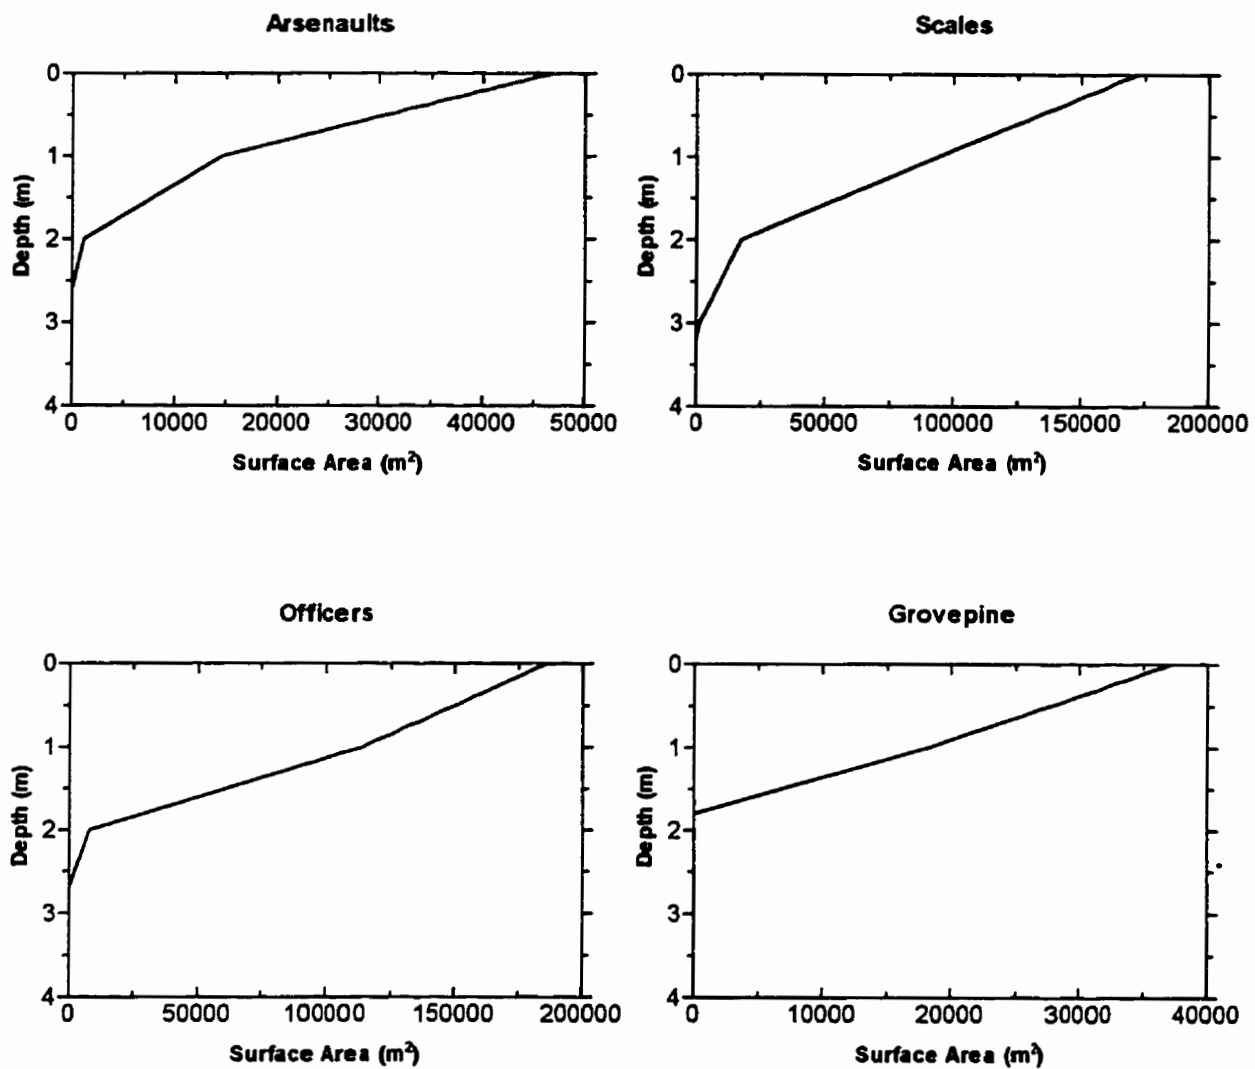 Arsenaults
0
1
2
3
4
Depth (m)
0 10000 20000 30000 40000 50000
Surface Area (m²)
Scales
0
1
2
3
4
Depth (m)
0 50000 100000 150000 200000
Surface Area (m²)
Officers
0
1
2
3
4
Depth (m)
0 50000 100000 150000 200000
Surface Area (m²)
Grovepine
0
1
2
3
4
Depth (m)
0 10000 20000 30000 40000
Surface Area (m²)